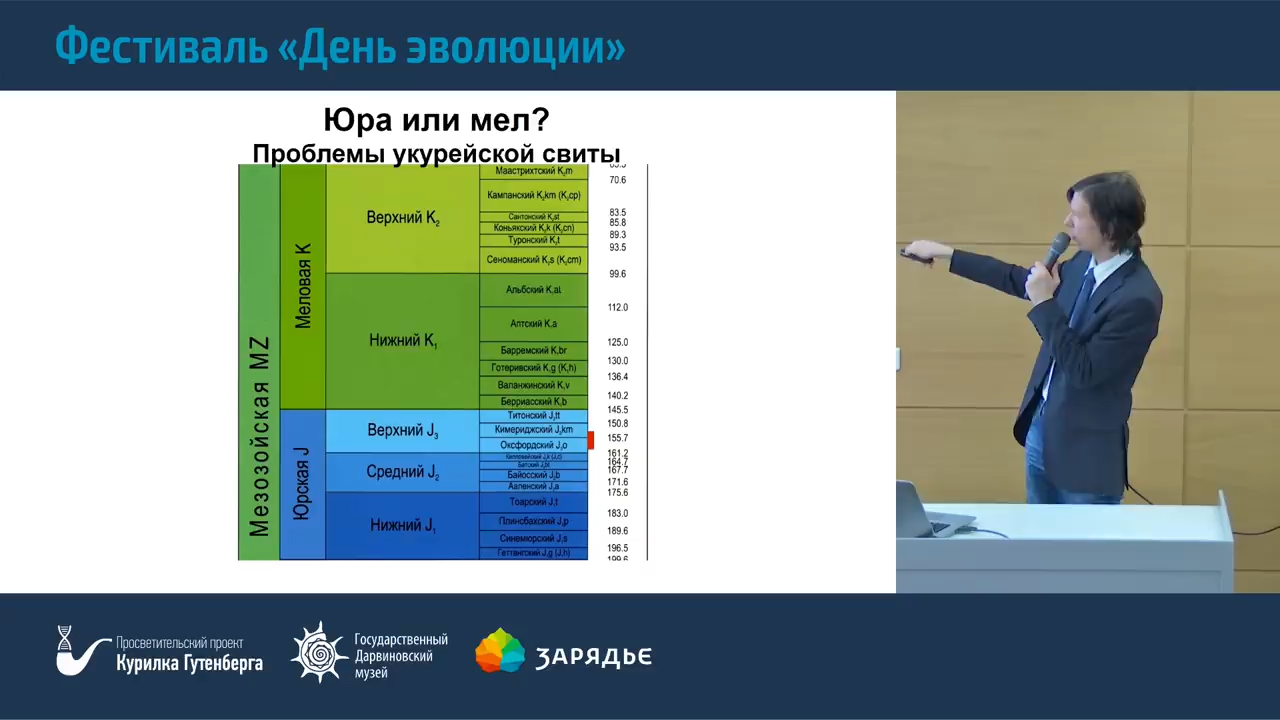 Фестиваль «День эволюции»
Юра или мел?
Проблемы укурейской свиты
Мезозойская MZ
Меловая K
Верхний K2
Маастрихтский K2m
Кампанский K2km (K2cp)
Сантонский K2st
Коньякский K2k (K2cn)
Туронский K2t
Сеноманский K2s (K2cm)
Нижний K1
Альбский K1al
Аптский K1a
Барремский K1br
Готеривский K1g (K1h)
Валанжинский K1v
Берриасский K1b
Юрская J
Верхний J3
Титонский J3tt
Кимериджский J3km
Оксфордский J3o
Средний J2
Байосский J2b
Ааленский J2a
Нижний J1
Тоарский J1t
Плинсбахский J1p
Синемюрский J1s
Геттангский J1g (J1h)
70.6
83.5
85.8
89.3
93.5
99.6
112.0
125.0
130.0
136.4
140.2
145.5
150.8
155.7
161.2
164.7
167.7
171.6
175.6
183.0
189.6
196.5
199.6
Просветительский проект
Курилка Гутенберга
Государственный
Дарвиновский
музей
ЗАРЯДЬЕ